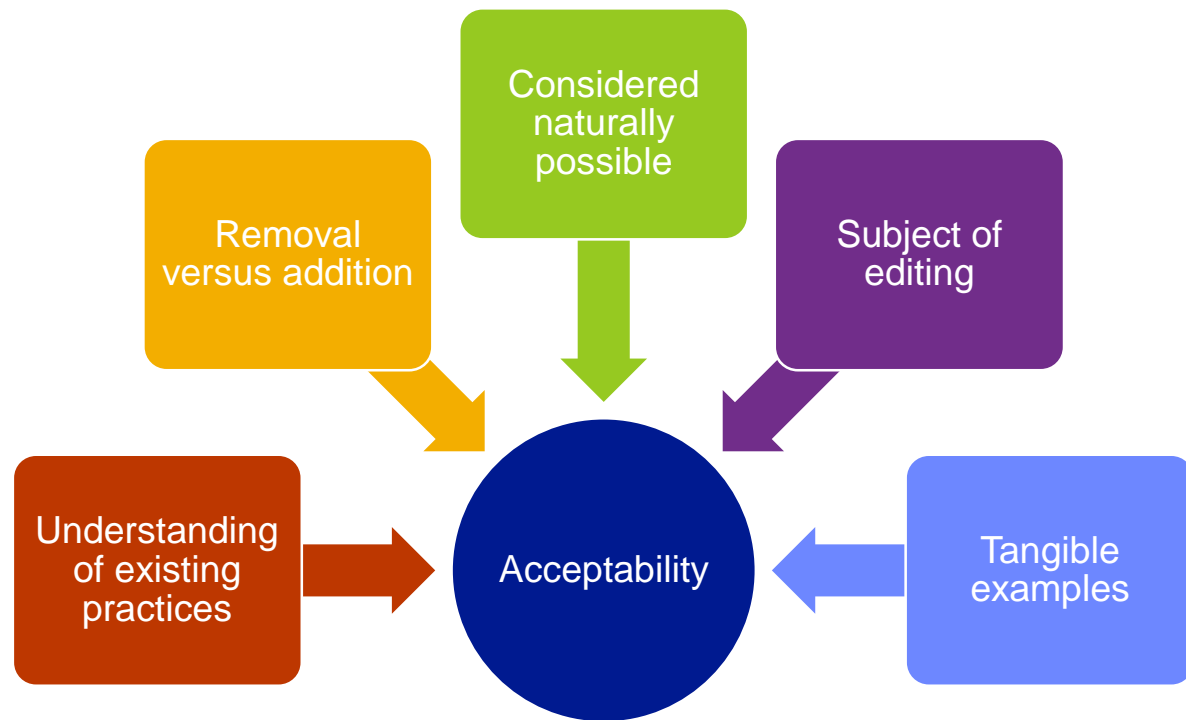 Considered
naturally
possible
Removal
versus addition
Subject of
editing
Understanding
of existing
practices
Acceptability
Tangible
examples